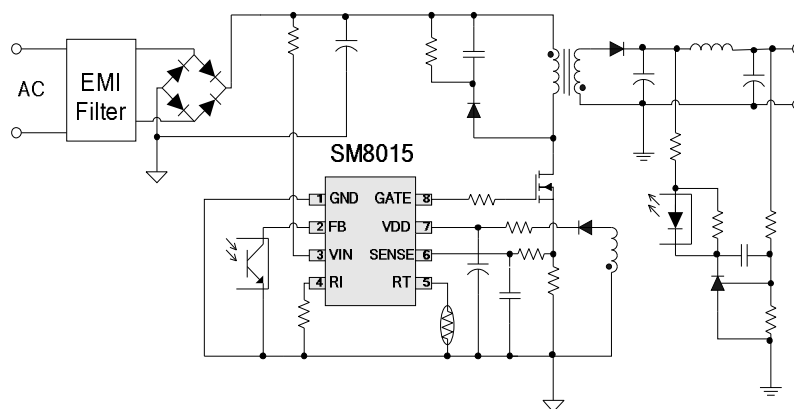 AC
EMI
Filter
SM8015
1 GND GATE 8
2 FB VDD 7
3 VIN SENSE 6
4 RI RT 5